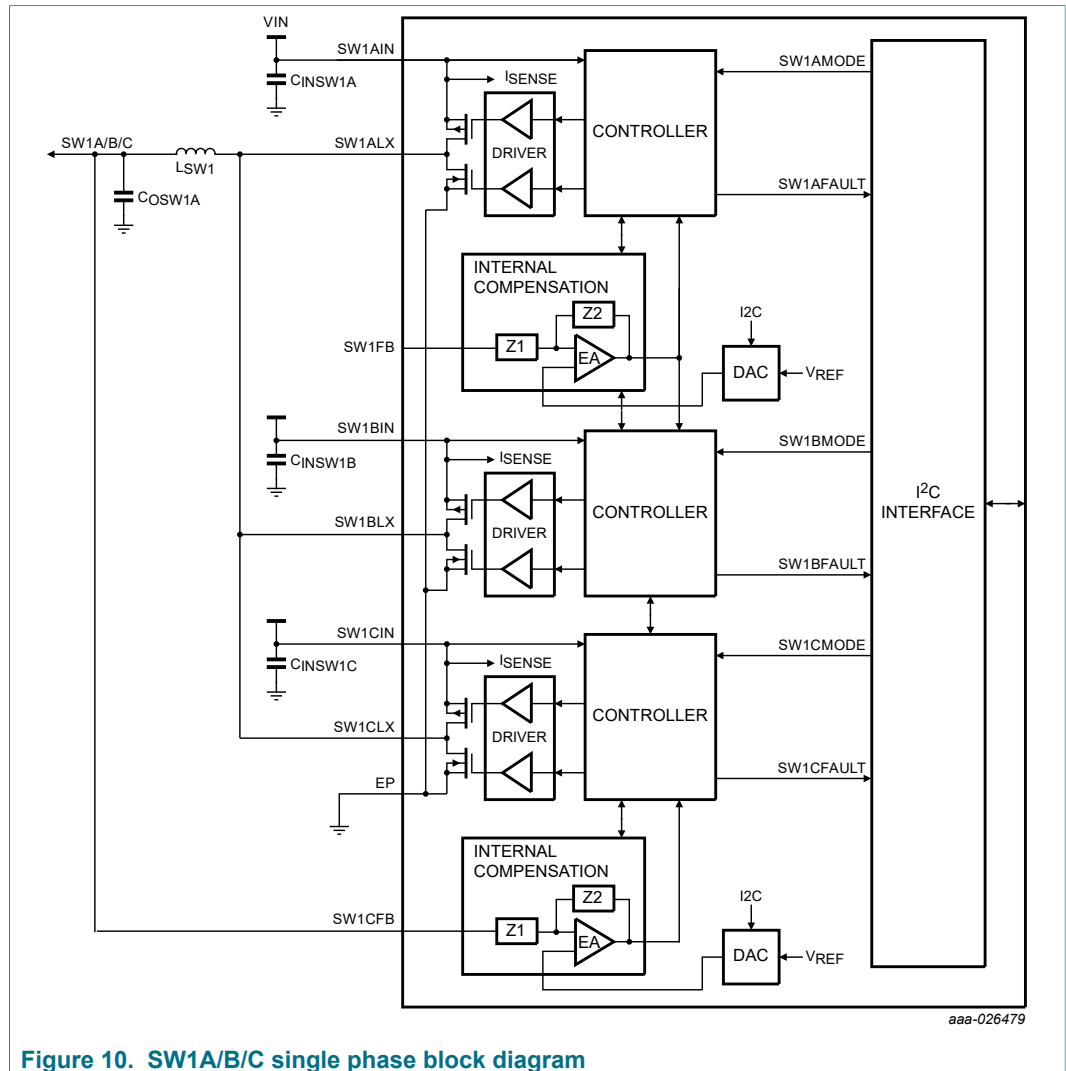 VIN
SW1AIN
CINSW1A
ISENSE
SW1AMODE
CONTROLLER
SW1A/B/C
SW1ALX
DRIVER
LSW1
COSW1A
SW1AFAULT
INTERNAL
COMPENSATION
Z2
I2C
SW1FB
Z1
EA
DAC
VREF
SW1BIN
SW1BMODE
CINSW1B
ISENSE
I2C
INTERFACE
CONTROLLER
SW1BLX
DRIVER
SW1BFAULT
SW1CIN
SW1CMODE
CINSW1C
ISENSE
CONTROLLER
SW1CLX
DRIVER
SW1CFAULT
EP
INTERNAL
COMPENSATION
Z2
I2C
SW1CFB
Z1
EA
DAC
VREF
aaa-026479
Figure 10. SW1A/B/C single phase block diagram